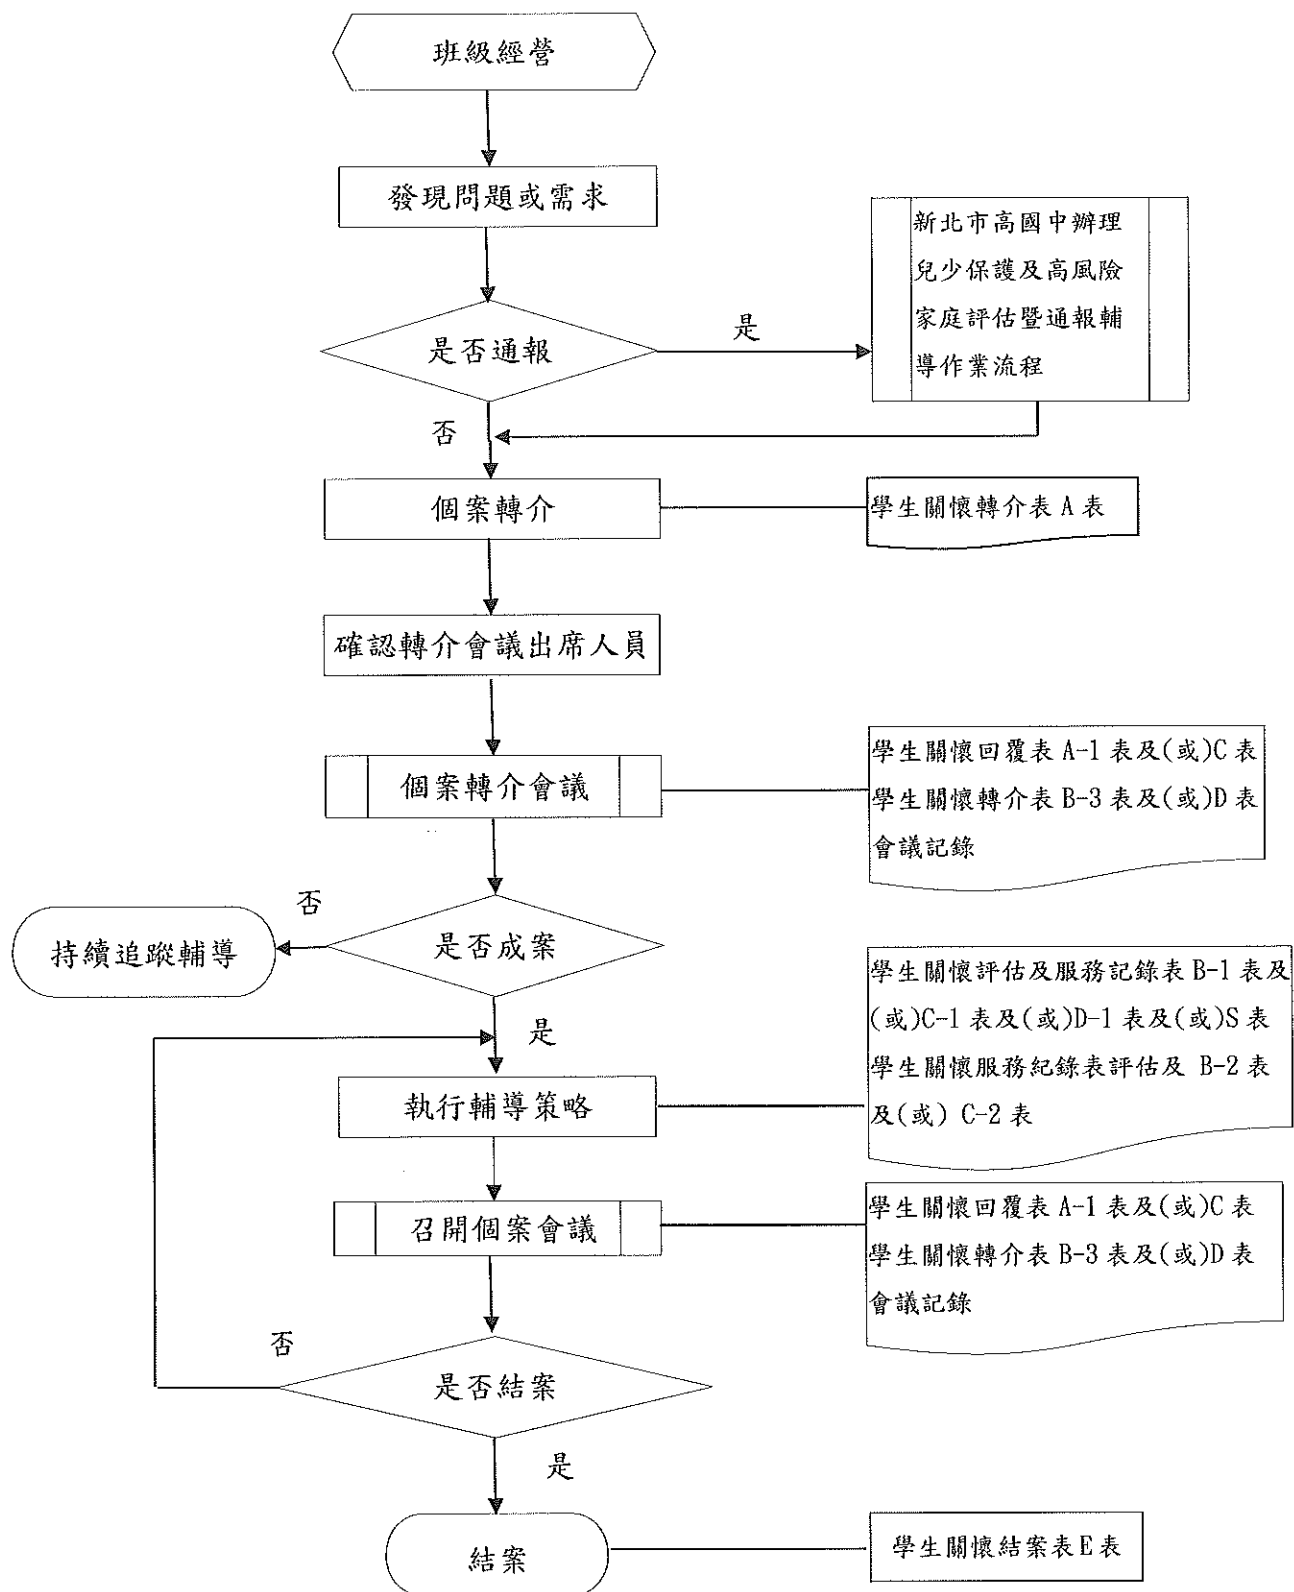 班級經營
發現問題或需求
是否通報
是
新北市高國中辦理
兒少保護及高風險
家庭評估暨通報輔
導作業流程
否
個案轉介
學生關懷轉介表 A 表
確認轉介會議出席人員
個案轉介會議
學生關懷回覆表 A-1 表及(或)C 表
學生關懷轉介表 B-3 表及(或)D 表
會議記錄
否
是否成案
持續追蹤輔導
是
學生關懷評估及服務記錄表 B-1 表及
(或)C-1 表及(或)D-1 表及(或)S 表
學生關懷服務紀錄表評估及 B-2 表
及(或) C-2 表
執行輔導策略
召開個案會議
學生關懷回覆表 A-1 表及(或)C 表
學生關懷轉介表 B-3 表及(或)D 表
會議記錄
否
是否結案
是
結案
學生關懷結案表 E 表